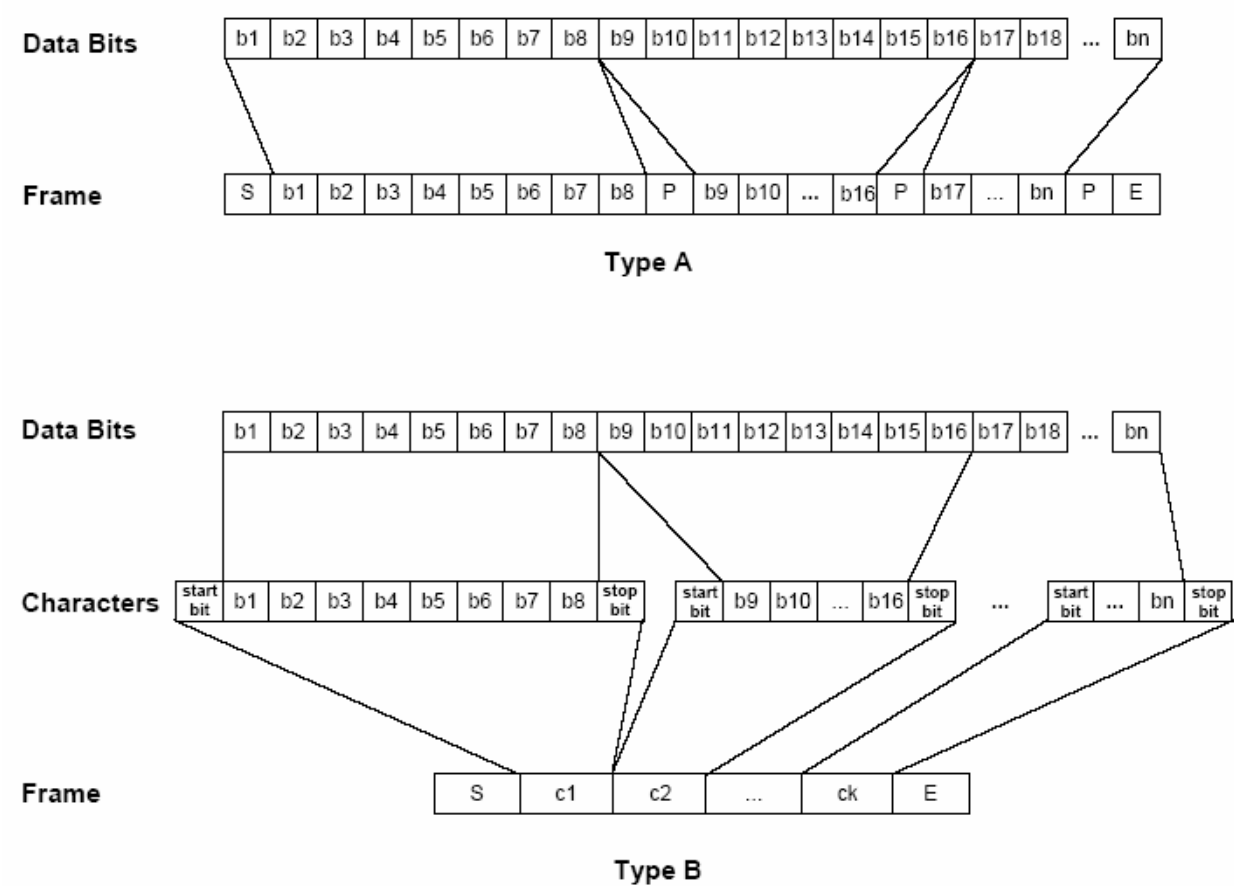 Data Bits b1 b2 b3 b4 b5 b6 b7 b8 b9 b10 b11 b12 b13 b14 b15 b16 b17 b18 ... bn
Frame S b1 b2 b3 b4 b5 b6 b7 b8 P b9 b10 ... b16 P b17 ... bn P E
Type A
Data Bits b1 b2 b3 b4 b5 b6 b7 b8 b9 b10 b11 b12 b13 b14 b15 b16 b17 b18 ... bn
Characters start bit b1 b2 b3 b4 b5 b6 b7 b8 stop bit start bit b9 b10 ... b16 stop bit ... start bit ... bn stop bit
Frame S c1 c2 ... ck E
Type B